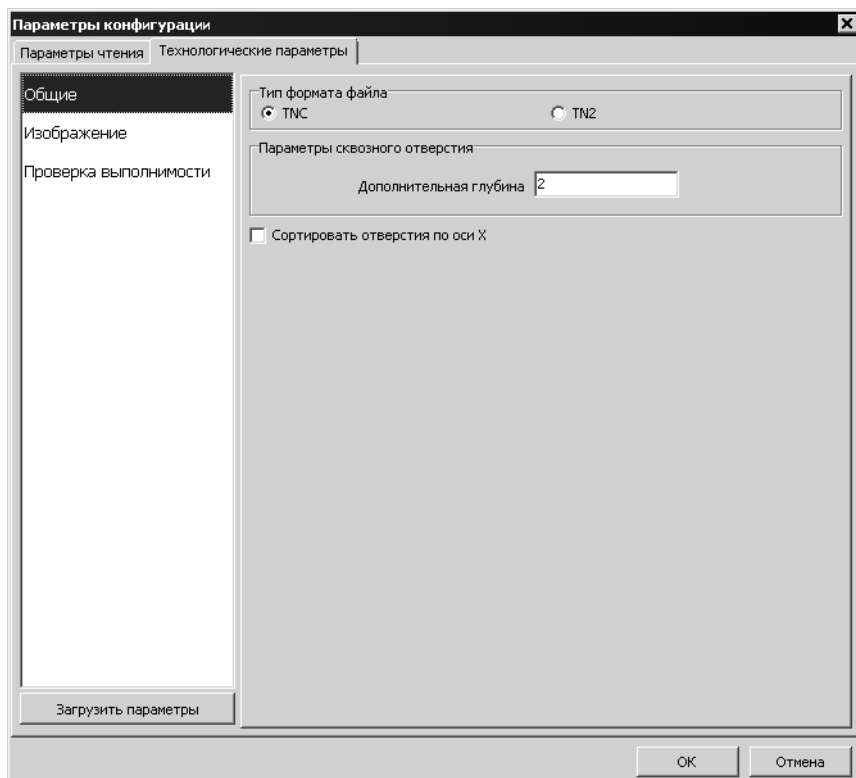 Параметры конфигурации
Параметры чтения Технологические параметры
Общие
Изображение
Проверка выполнимости
Тип формата файла
TNC TN2
Параметры сквозного отверстия
Дополнительная глубина 2
Сортировать отверстия по оси X
Загрузить параметры
OK Отмена